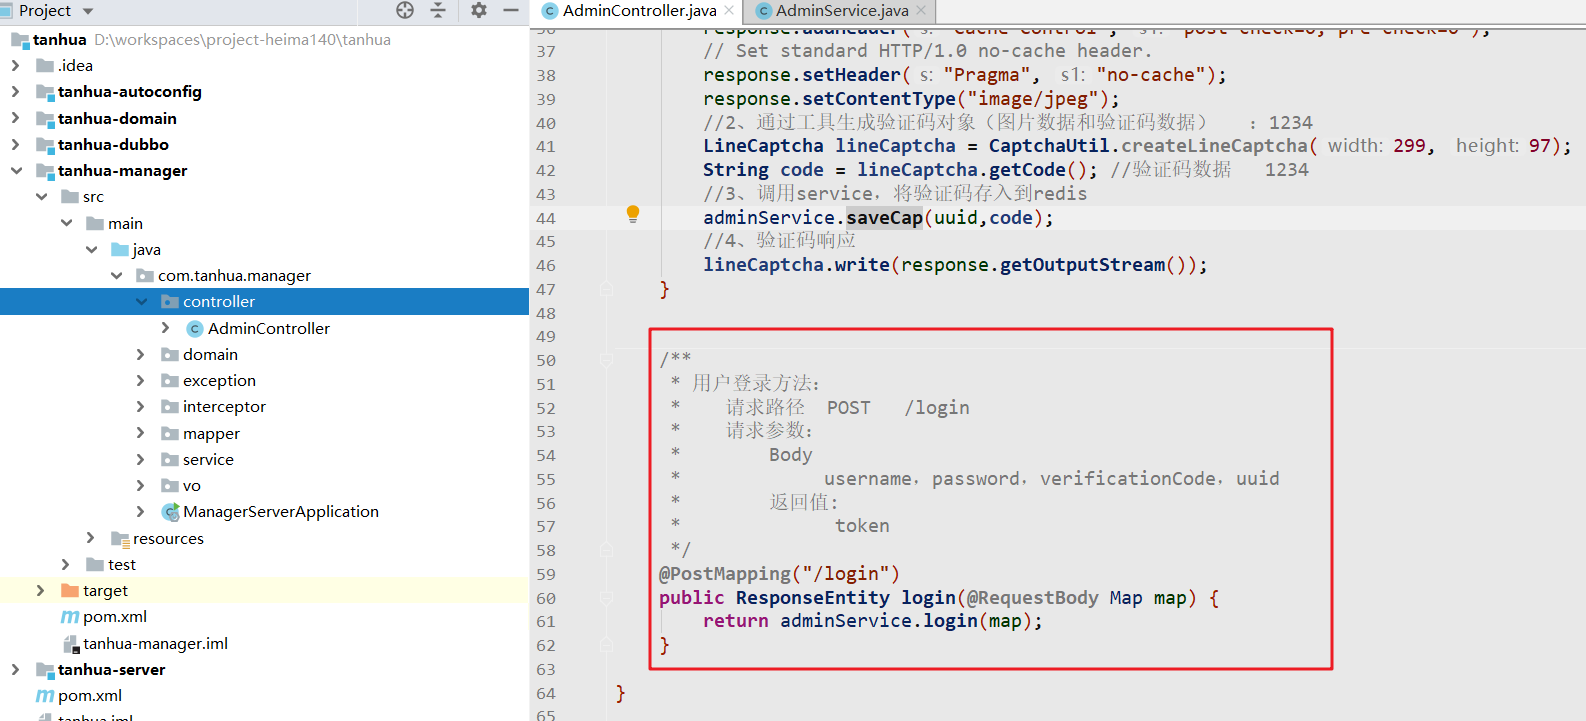 Project
tanhua D:\workspaces\project-heima140\tanhua
.idea
tanhua-autoconfig
tanhua-domain
tanhua-dubbo
tanhua-manager
src
main
java
com.tanhua.manager
controller
AdminController
domain
exception
interceptor
mapper
service
vo
ManagerServerApplication
resources
test
target
pom.xml
tanhua-manager.iml
tanhua-server
pom.xml
tanhua.iml
AdminController.java
AdminService.java
36 response.addHeader( s: "Cache-Control", s1: "post-check=0, pre-check=0");
37 // Set standard HTTP/1.0 no-cache header.
38 response.setHeader( s: "Pragma", s1: "no-cache");
39 response.setContentType("image/jpeg");
40 //2、通过工具生成验证码对象（图片数据和验证码数据） : 1234
41 LineCaptcha lineCaptcha = CaptchaUtil.createLineCaptcha( width: 299, height: 97);
42 String code = lineCaptcha.getCode(); //验证码数据 1234
43 //3、调用service，将验证码存入到redis
44 adminService.saveCap(uuid,code);
45 //4、验证码响应
46 lineCaptcha.write(response.getOutputStream());
47 }
48
49
50 /**
51 * 用户登录方法：
52 * 请求路径 POST /login
53 * 请求参数：
54 * Body
55 * username，password，verificationCode，uuid
56 * 返回值：
57 * token
58 */
59 @PostMapping("/login")
60 public ResponseEntity login(@RequestBody Map map) {
61 return adminService.login(map);
62 }
63
64 }
65